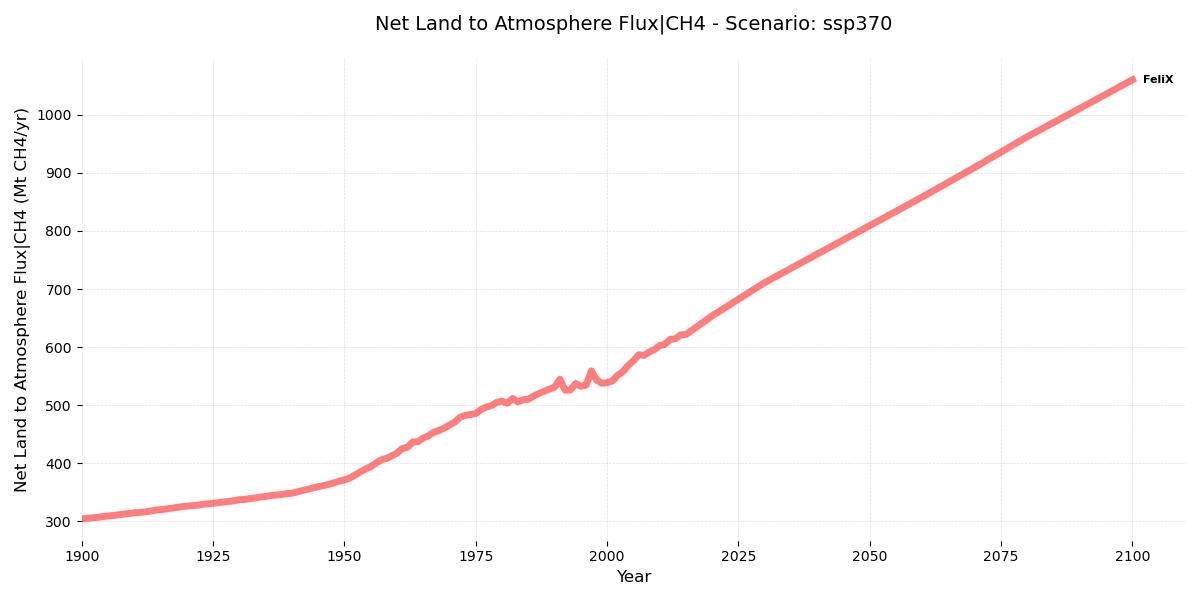 Net Land to Atmosphere Flux|CH4 - Scenario: ssp370
Net Land to Atmosphere Flux|CH4 (Mt CH4/yr)
1000
900
800
700
600
500
400
300
FeliX
1900 1925 1950 1975 2000 2025 2050 2075 2100
Year